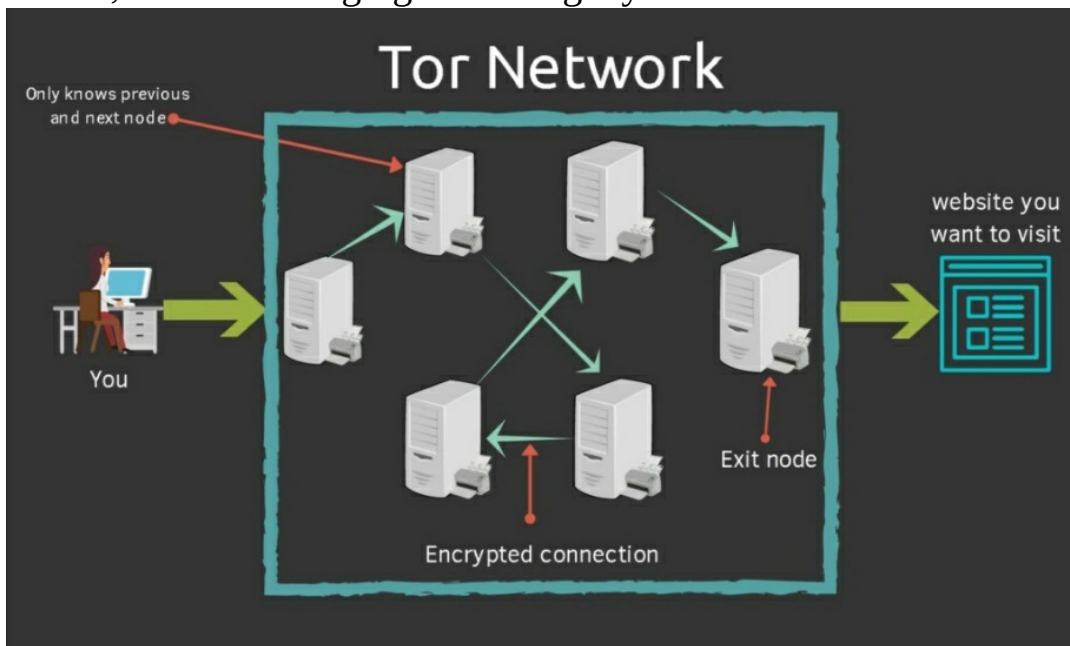 Tor Network
Only knows previous
and next node
website you
want to visit
You
Exit node
Encrypted connection